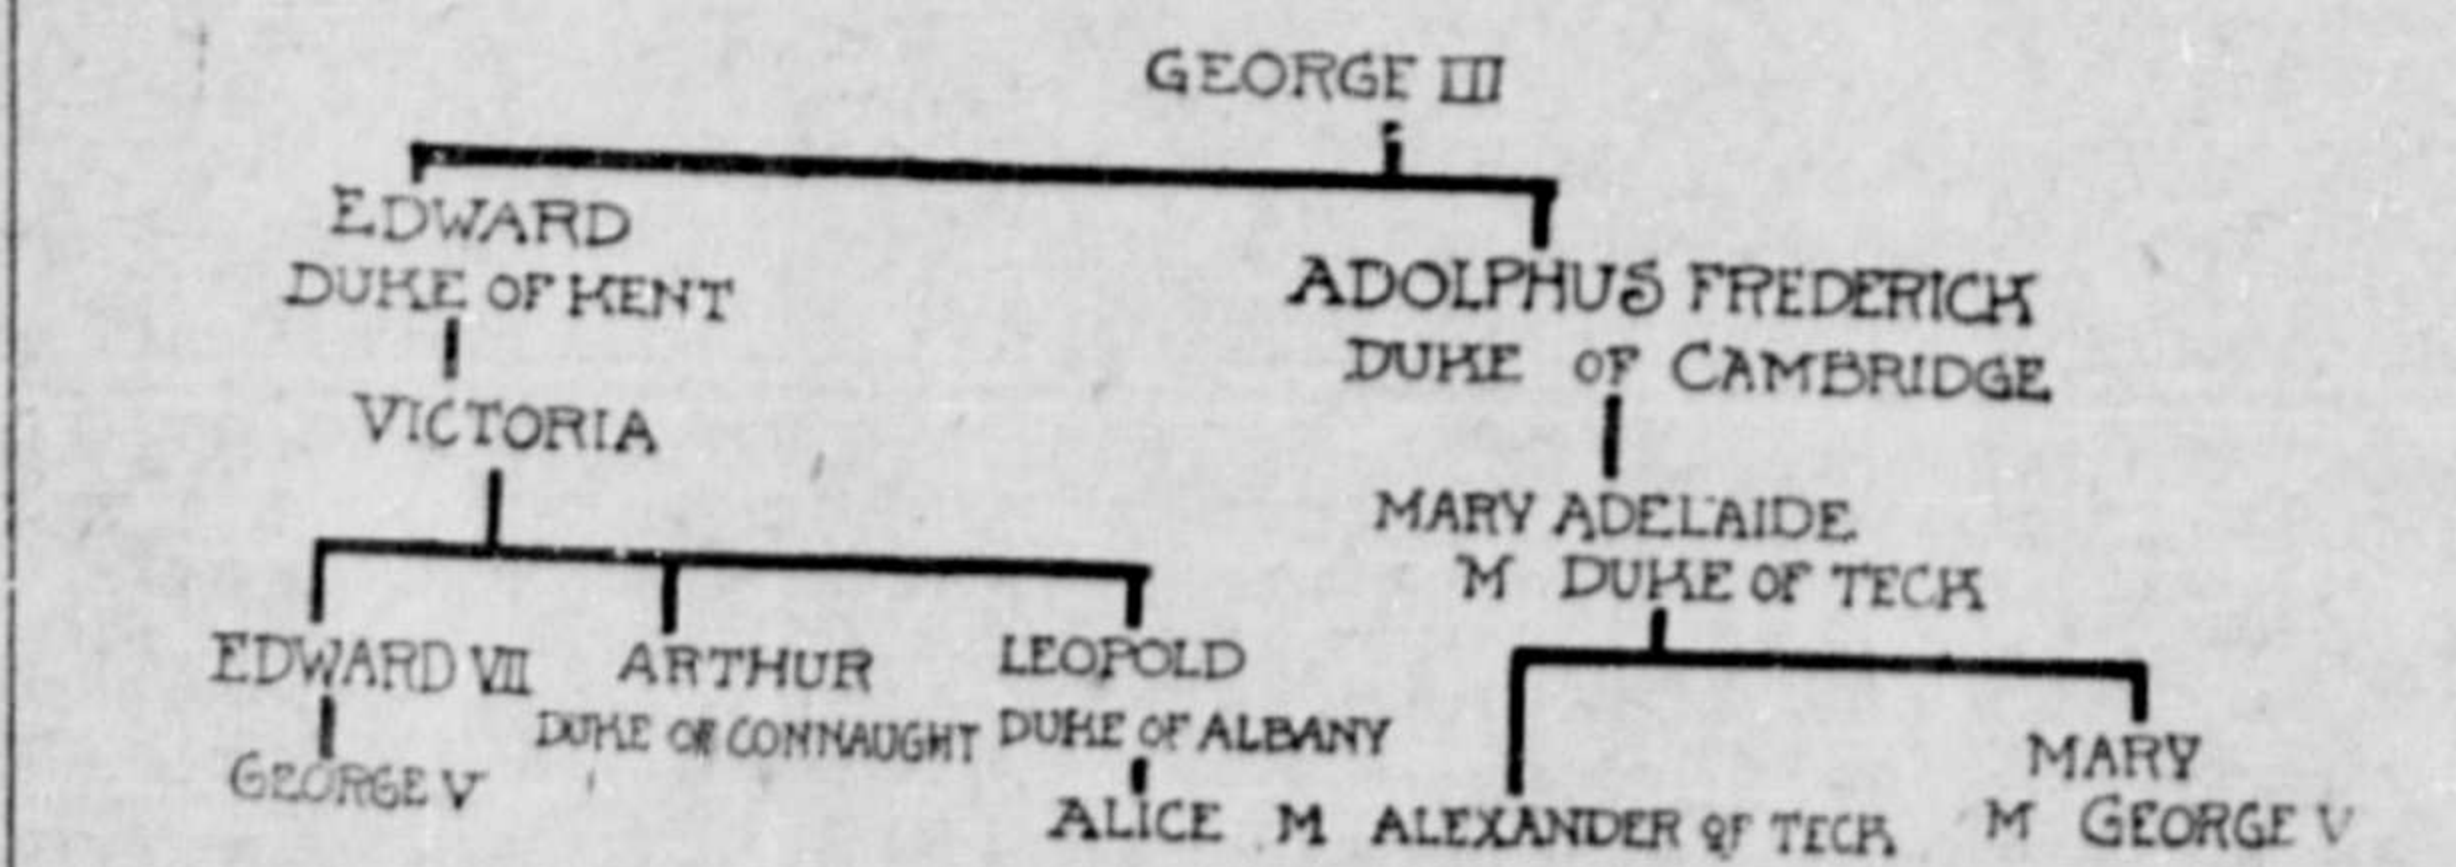 GEORGE III
EDWARD
DUKE OF KENT
ADOLPHUS FREDERICK
DUKE OF CAMBRIDGE
VICTORIA
MARY ADELAIDE
M DUKE OF TECK
EDWARD VII
ARTHUR
DUKE OF CONNAUGHT
LEOPOLD
DUKE OF ALBANY
GEORGE V
ALICE M ALEXANDER OF TECK
MARY
M GEORGE V